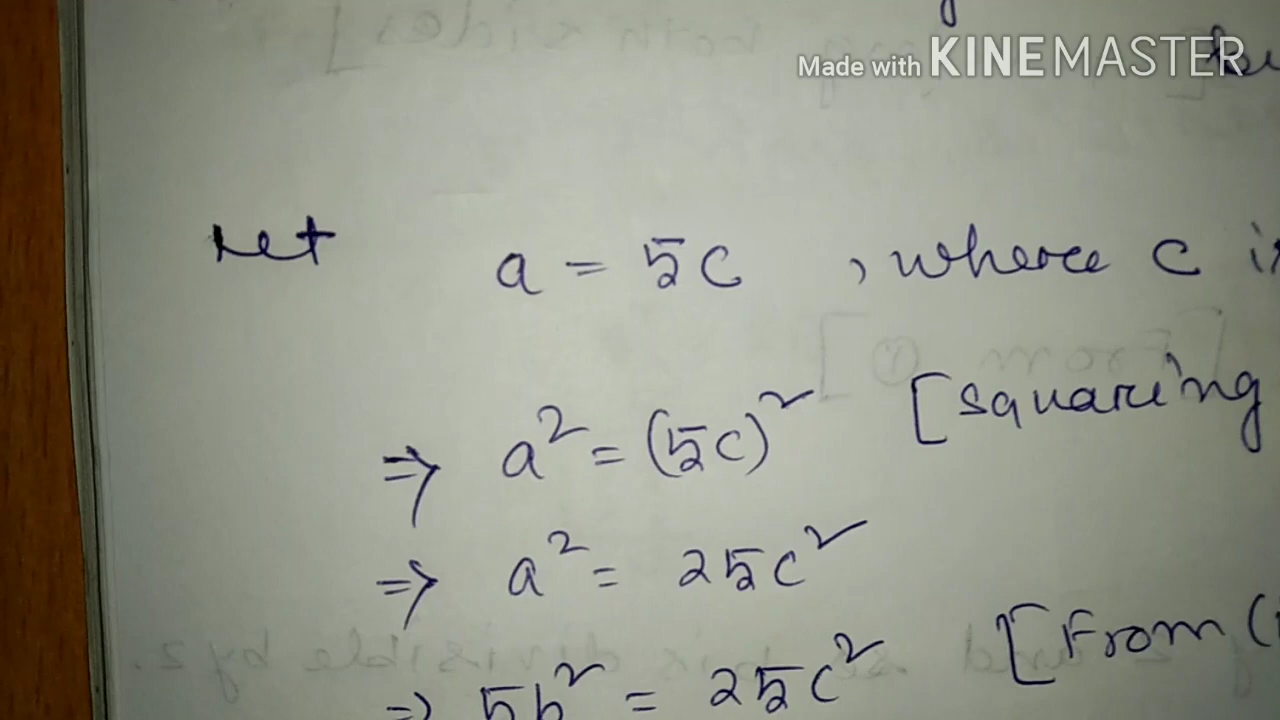 Made with KINEMASTER
Let a = 5c , where c
⇒ a² = (5c)² [squaring
⇒ a² = 25c²
⇒ 5b² = 25c² [From (